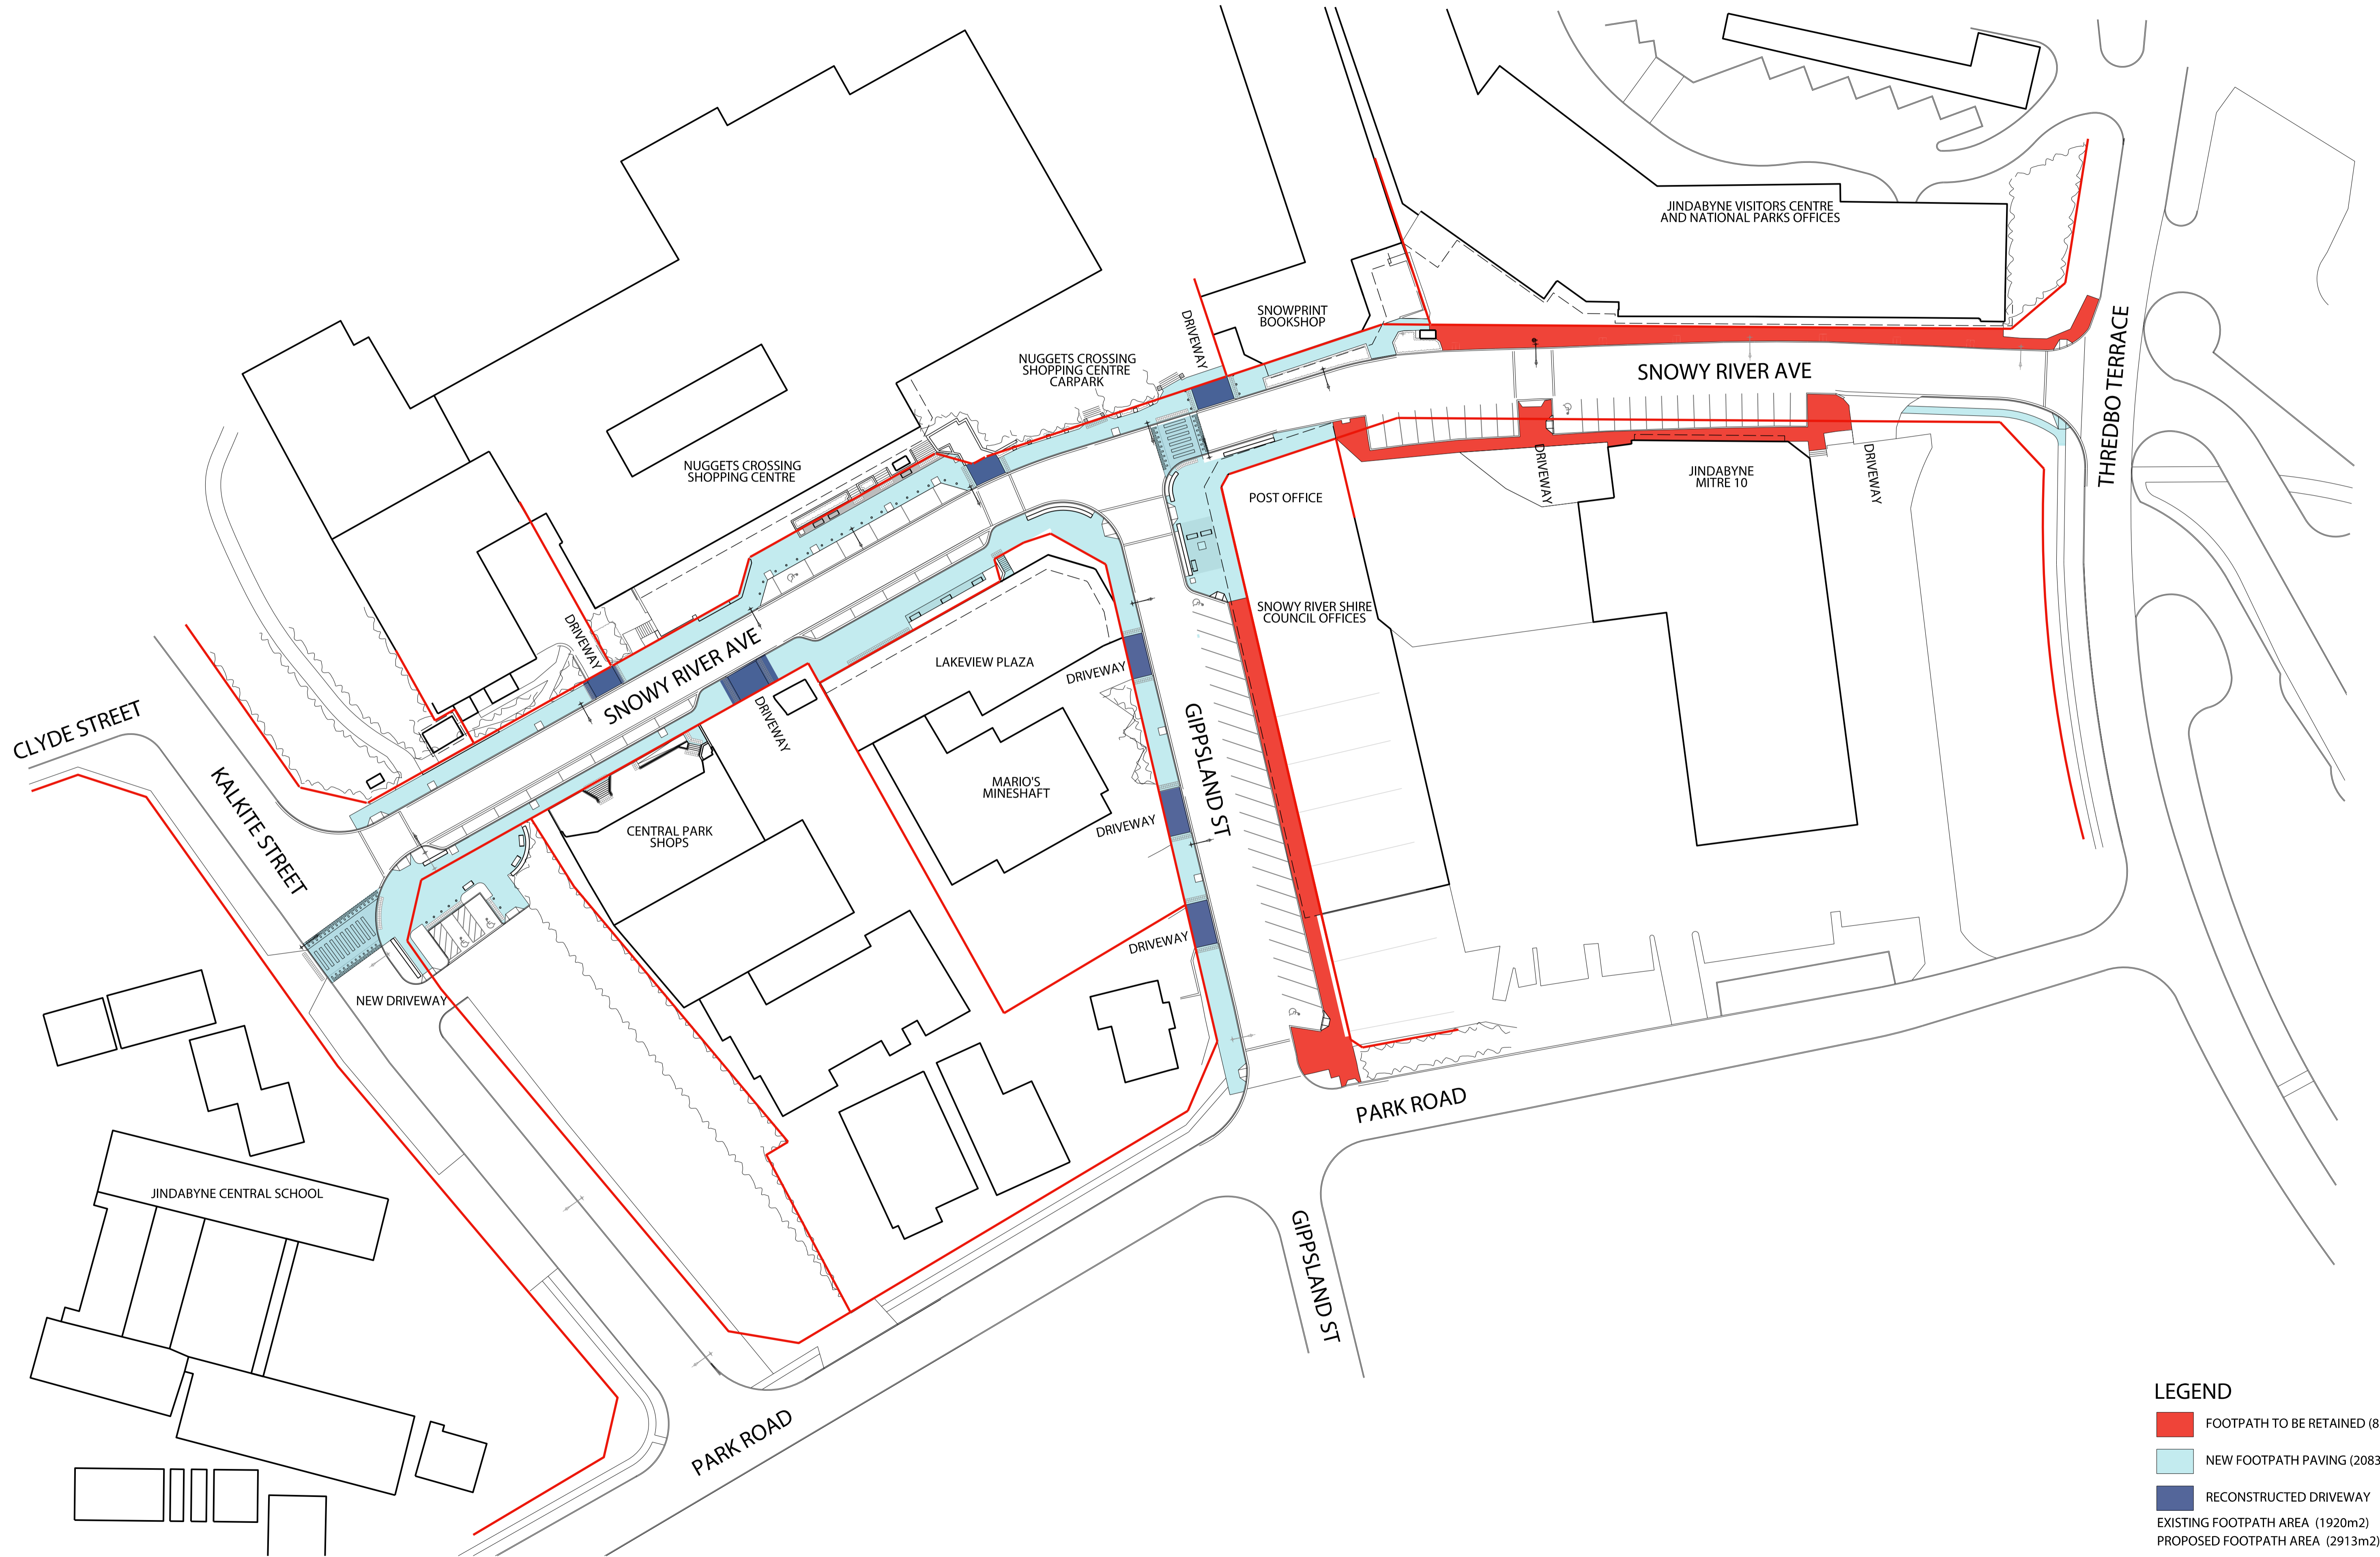 JINDABYNE VISITORS CENTRE
AND NATIONAL PARKS OFFICES
SNOWPRINT
BOOKSHOP
DRIVEWAY
NUGGETS CROSSING
SHOPPING CENTRE
CARPARK
SNOWY RIVER AVE
THREDBO TERRACE
NUGGETS CROSSING
SHOPPING CENTRE
POST OFFICE
DRIVEWAY
JINDABYNE
MITRE 10
DRIVEWAY
DRIVEWAY
SNOWY RIVER SHIRE
COUNCIL OFFICES
SNOWY RIVER AVE
LAKEVIEW PLAZA
DRIVEWAY
DRIVEWAY
CLYDE STREET
KALKITE STREET
GIPPSLAND ST
MARIO'S
MINESHAFT
CENTRAL PARK
SHOPS
DRIVEWAY
DRIVEWAY
NEW DRIVEWAY
PARK ROAD
JINDABYNE CENTRAL SCHOOL
GIPPSLAND ST
PARK ROAD
LEGEND
FOOTPATH TO BE RETAINED (8
NEW FOOTPATH PAVING (2083
RECONSTRUCTED DRIVEWAY
EXISTING FOOTPATH AREA (1920m2)
PROPOSED FOOTPATH AREA (2913m2)